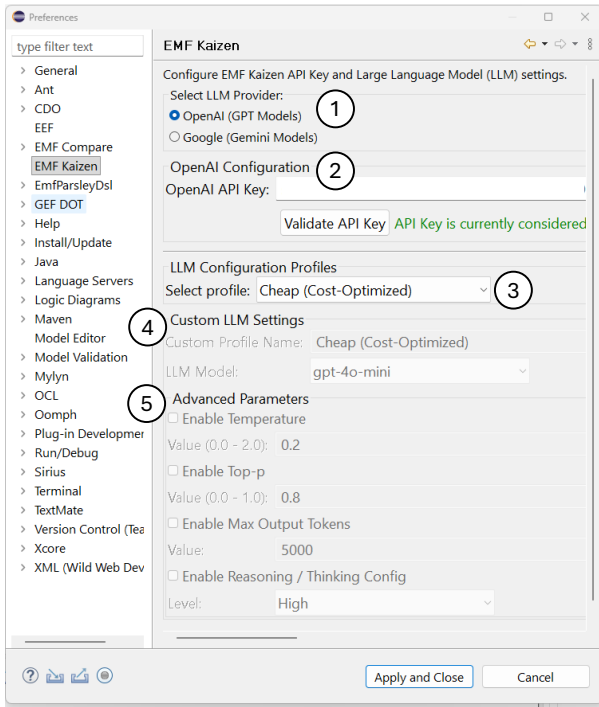 Preferences
type filter text
General
Ant
CDO
EEF
EMF Compare
EMF Kaizen
EmfParsleyDsl
GEF DOT
Help
Install/Update
Java
Language Servers
Logic Diagrams
Maven
Model Editor
Model Validation
Mylyn
OCL
Oomph
Plug-in Developmer
Run/Debug
Sirius
Terminal
TextMate
Version Control (Tea
Xcore
XML (Wild Web Dev
EMF Kaizen
Configure EMF Kaizen API Key and Large Language Model (LLM) settings.
Select LLM Provider:
1
OpenAI (GPT Models)
Google (Gemini Models)
2
OpenAI Configuration
OpenAI API Key:
Validate API Key API Key is currently considered
LLM Configuration Profiles
Select profile: Cheap (Cost-Optimized) 3
4 Custom LLM Settings
Custom Profile Name: Cheap (Cost-Optimized)
LLM Model: gpt-4o-mini
5 Advanced Parameters
Enable Temperature
Value (0.0 - 2.0): 0.2
Enable Top-p
Value (0.0 - 1.0): 0.8
Enable Max Output Tokens
Value: 5000
Enable Reasoning / Thinking Config
Level: High
Apply and Close Cancel